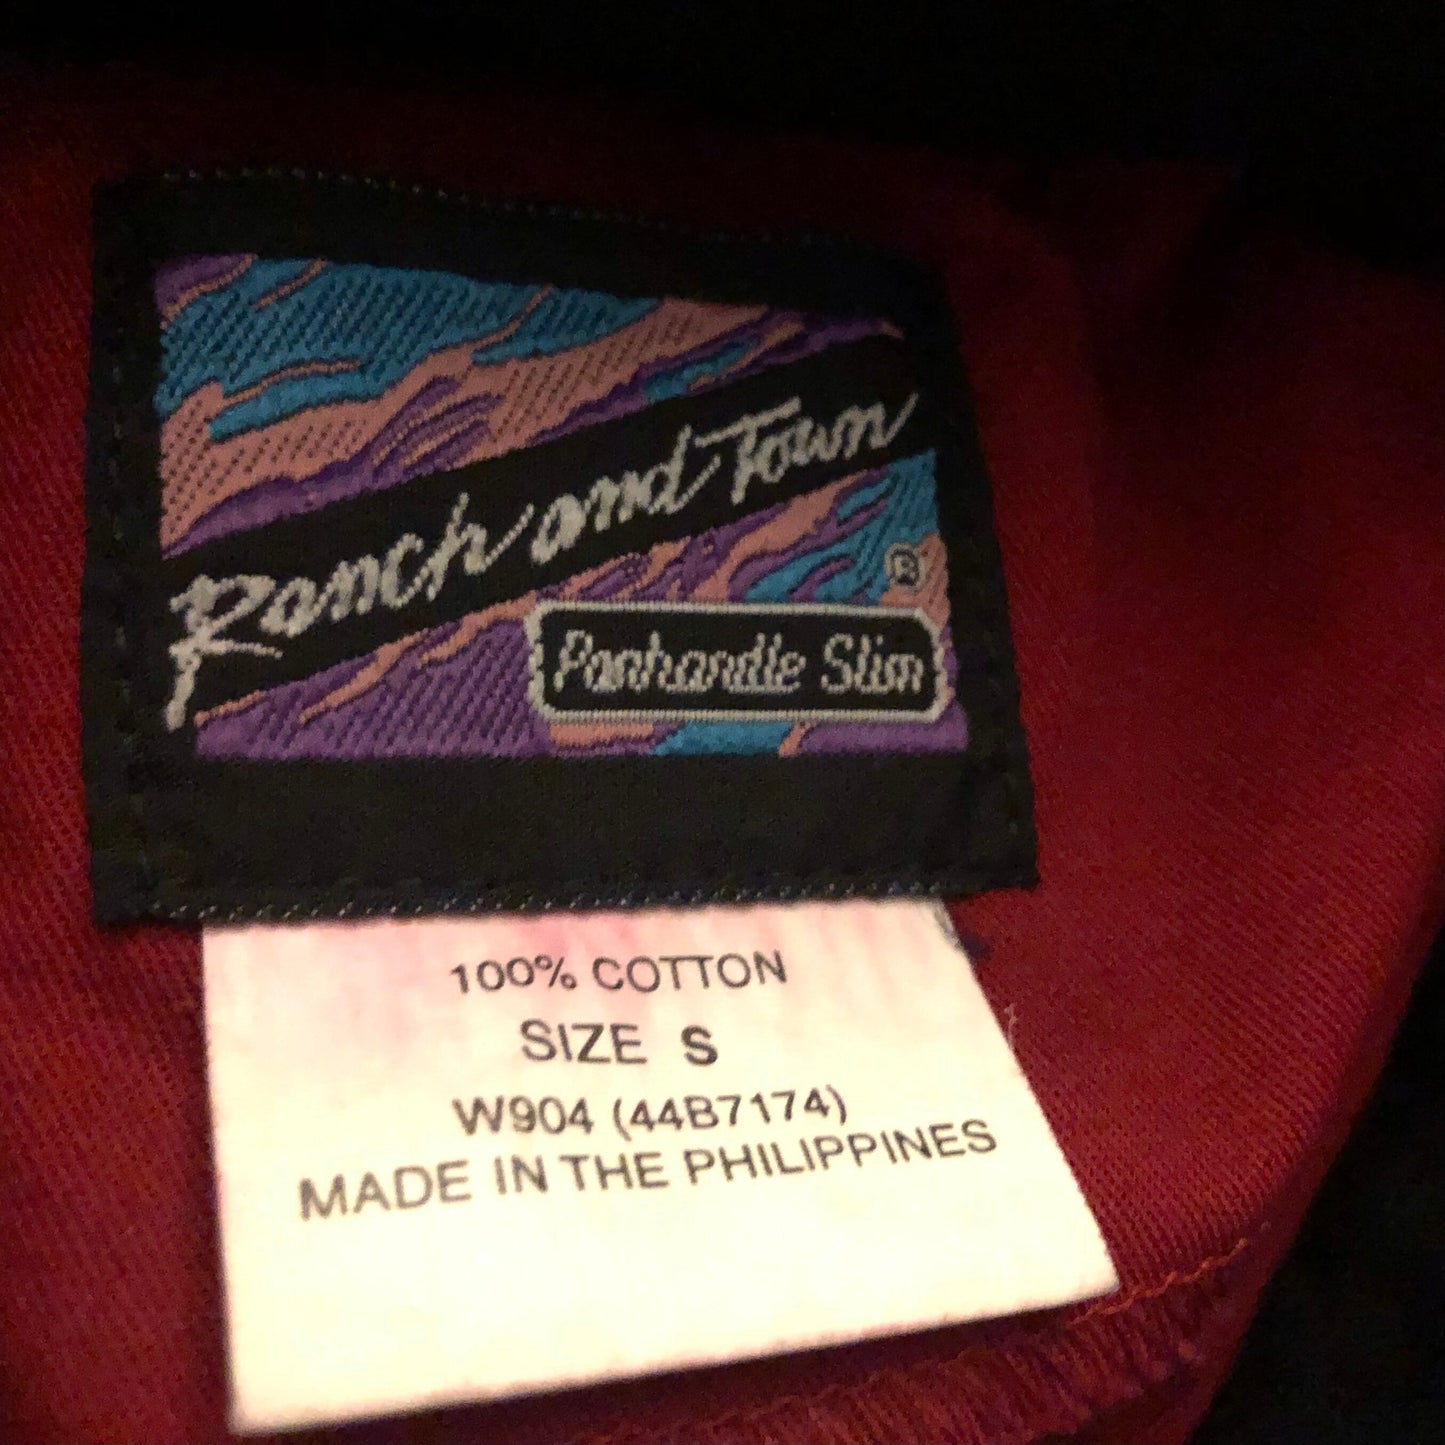 Ranch and Town
®
Panhandle Slim
100% COTTON
SIZE S
W904 (44B7174)
MADE IN THE PHILIPPINES